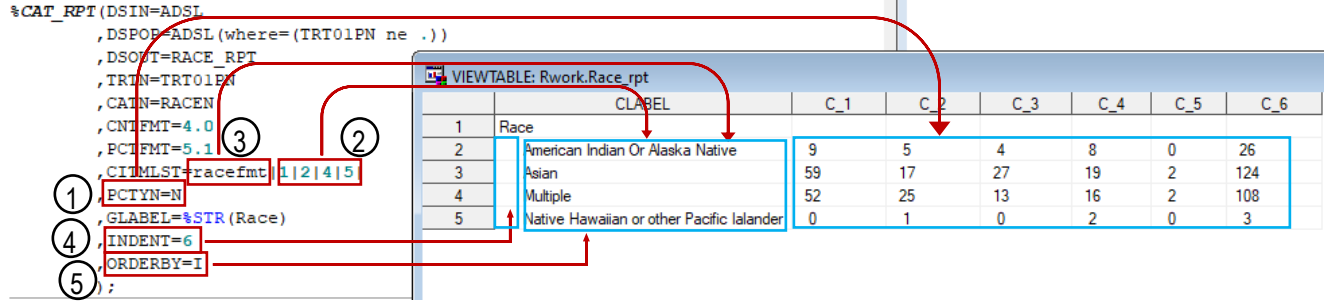 %CAT_RPT(DSIN=ADSL
,DSPOP=ADSL(where=(TRT01PN ne .))
,DSOUT=RACE_RPT
,TRTN=TRT01PN
,CATN=RACEN
,CNTFMT=4.0
,PCTFMT=5.1
,CITMLST=racefmt|1|2|4|5|
,PCTYN=N
,GLABEL=%STR(Race)
,INDENT=6
,ORDERBY=I
);
3
2
1
4
5
VIEWTABLE: Rwork.Race_rpt
CLABEL C_1 C_2 C_3 C_4 C_5 C_6
1 Race
2 American Indian Or Alaska Native 9 5 4 8 0 26
3 Asian 59 17 27 19 2 124
4 Multiple 52 25 13 16 2 108
5 Native Hawaiian or other Pacific Ialander 0 1 0 2 0 3